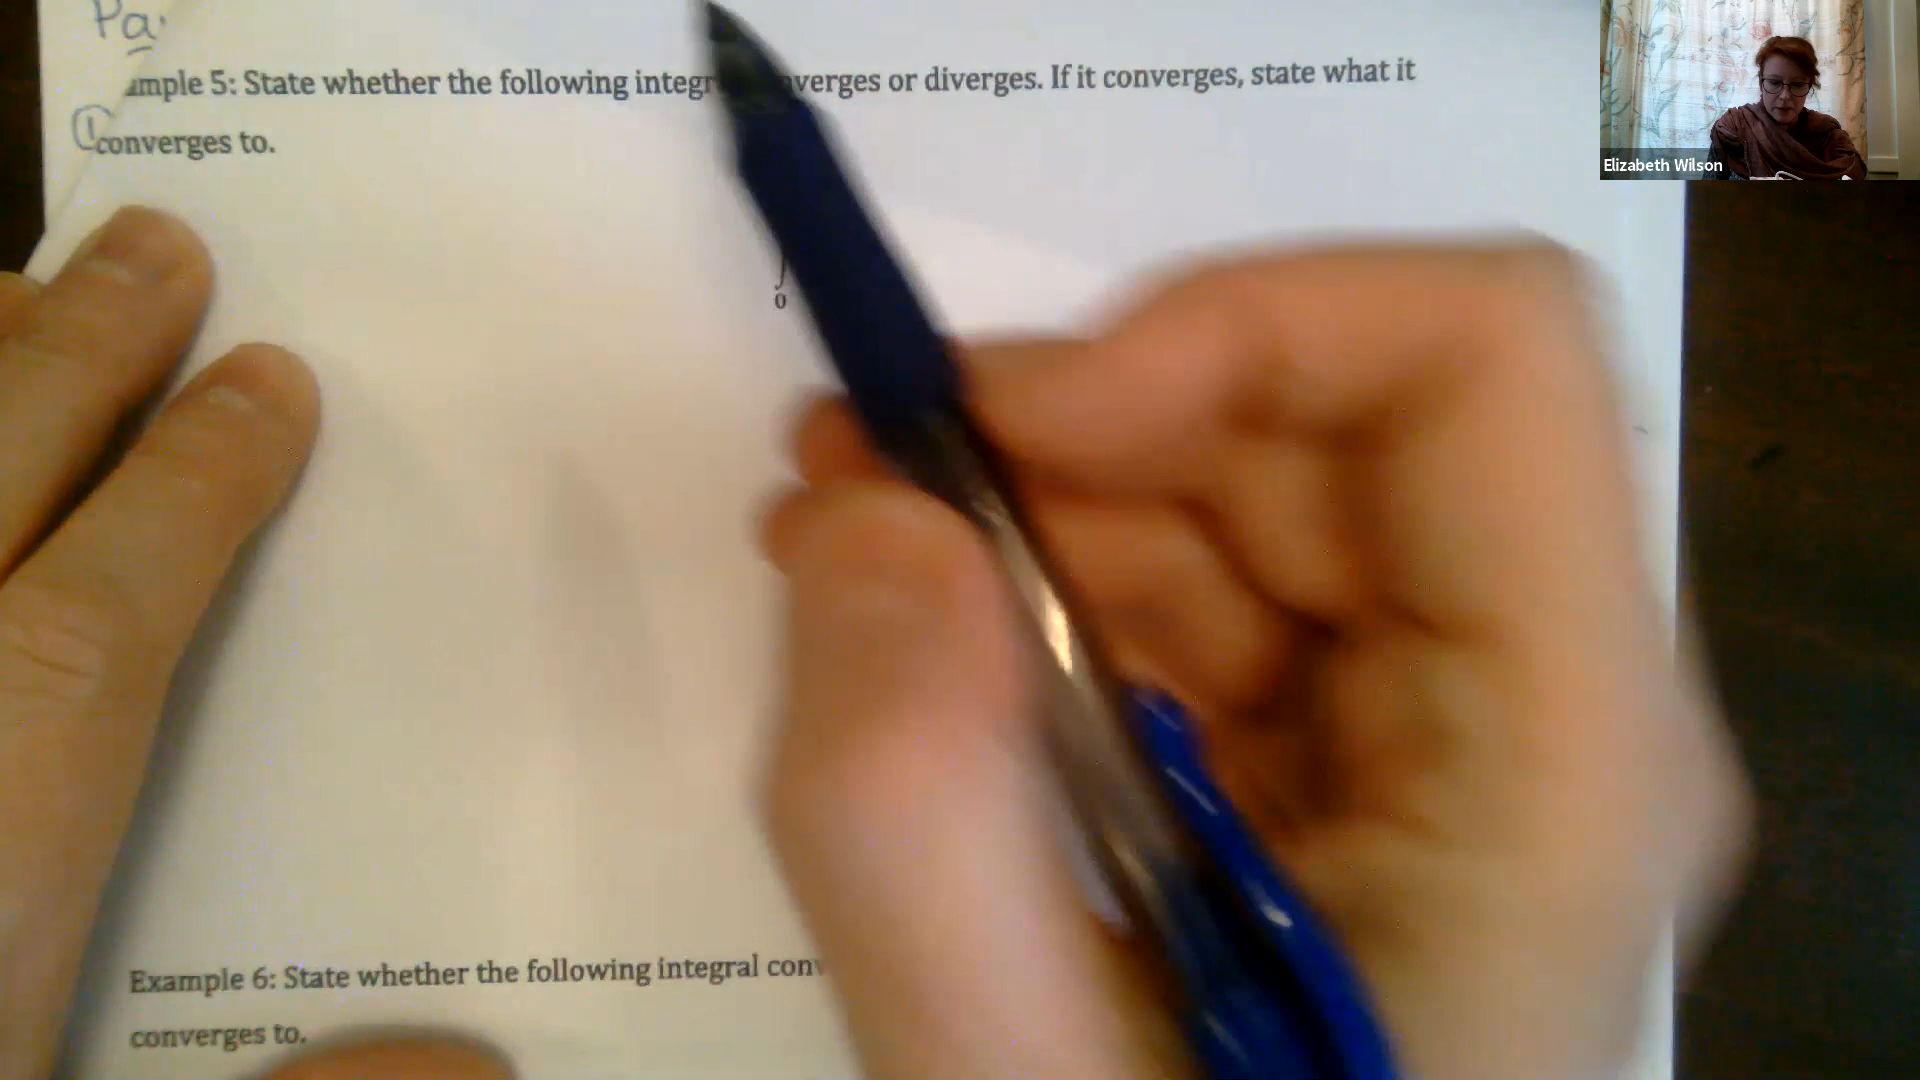 Pa
ample 5: State whether the following integr verges or diverges. If it converges, state what it
converges to.
0
Example 6: State whether the following integral conv
converges to.
Elizabeth Wilson